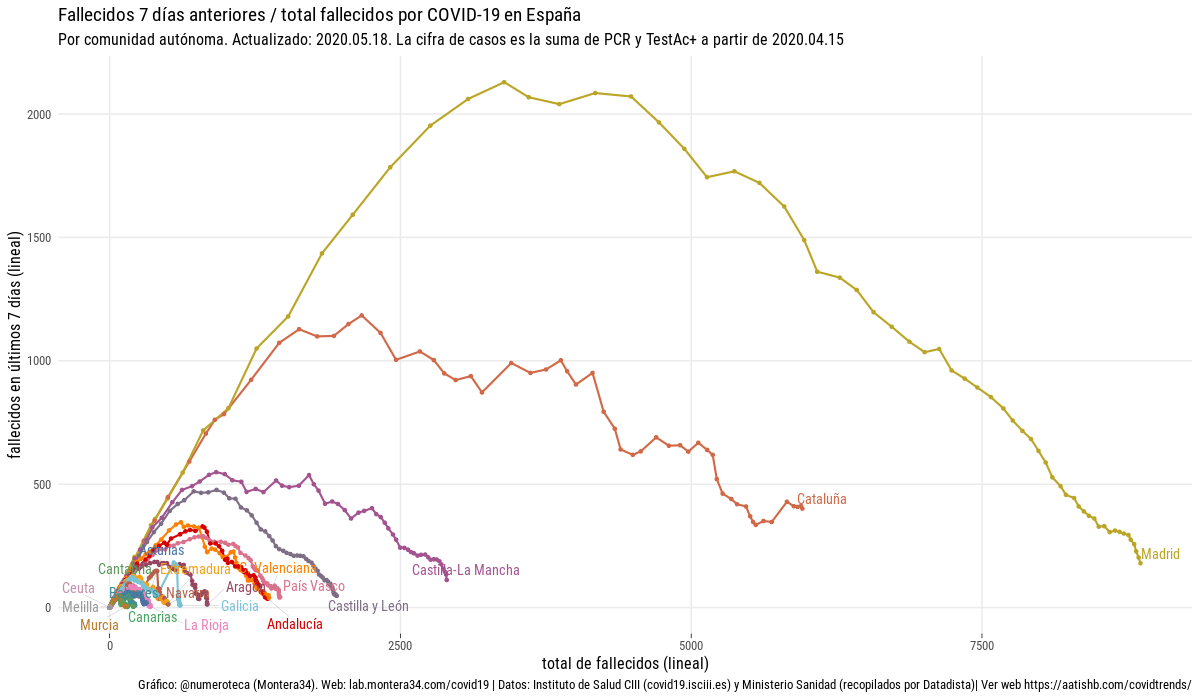 Fallecidos 7 días anteriores / total fallecidos por COVID-19 en España
Por comunidad autónoma. Actualizado: 2020.05.18. La cifra de casos es la suma de PCR y TestAc+ a partir de 2020.04.15
fallecidos en últimos 7 días (lineal)
2000
1500
1000
500
0
Cataluña
Madrid
Asturias
Cantabria
Extremadura
C. Valenciana
Castilla-La Mancha
Ceuta
Baleares
Navarra
Aragón
País Vasco
Melilla
Galicia
Castilla y León
Murcia
Canarias
La Rioja
Andalucía
0
2500
5000
7500
total de fallecidos (lineal)
Gráfico: @numeroteca (Montera34). Web: lab.montera34.com/covid19 | Datos: Instituto de Salud CIII (covid19.isciii.es) y Ministerio Sanidad (recopilados por Datadista)| Ver web https://aatishb.com/covidtrends/